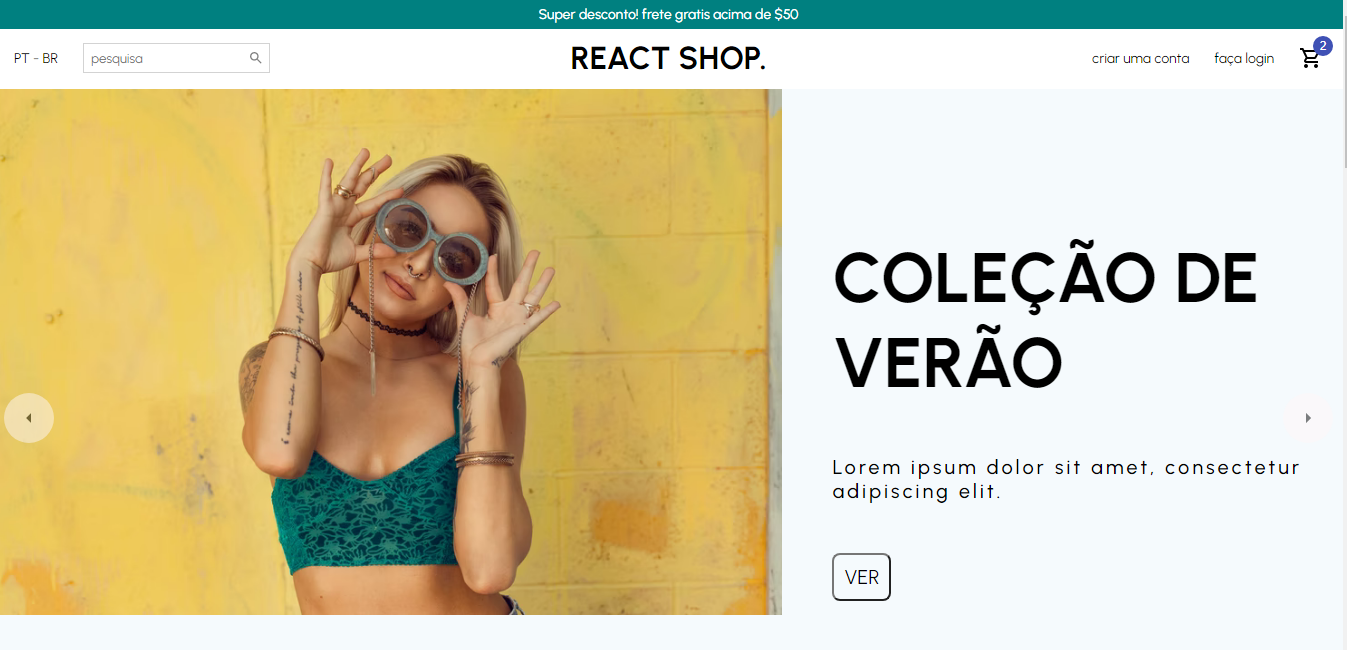 Super desconto! frete gratis acima de $50
PT - BR
pesquisa
REACT SHOP.
criar uma conta
faça login
2
COLEÇÃO DE
VERÃO
Lorem ipsum dolor sit amet, consectetur
adipiscing elit.
VER